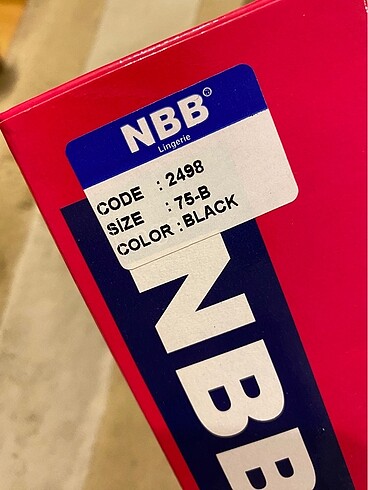 NBB®
Lingerie
CODE : 2498
SIZE : 75-B
COLOR : BLACK
NBB